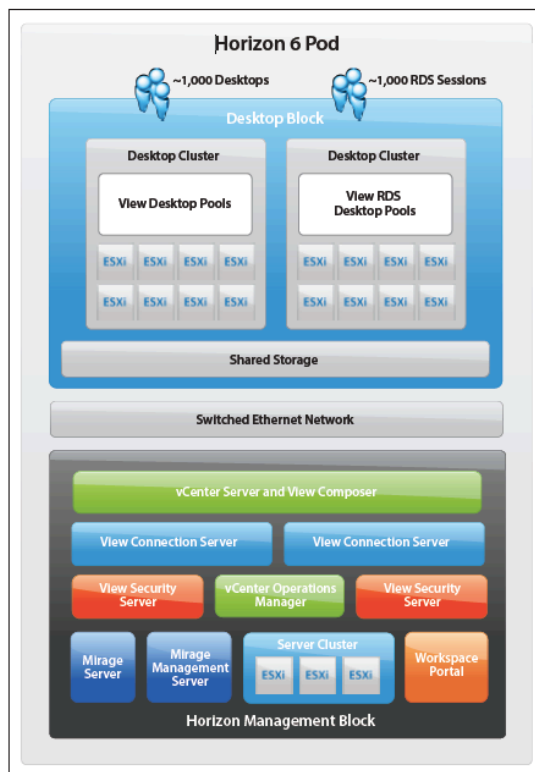 Horizon 6 Pod
~1,000 Desktops
~1,000 RDS Sessions
Desktop Block
Desktop Cluster
View Desktop Pools
ESXi ESXi ESXi ESXi
ESXi ESXi ESXi ESXi
Desktop Cluster
View RDS
Desktop Pools
ESXi ESXi ESXi ESXi
ESXi ESXi ESXi ESXi
Shared Storage
Switched Ethernet Network
vCenter Server and View Composer
View Connection Server
View Connection Server
View Security
Server
vCenter Operations
Manager
View Security
Server
Mirage
Server
Mirage
Management
Server
Server Cluster
ESXi ESXi ESXi
Workspace
Portal
Horizon Management Block